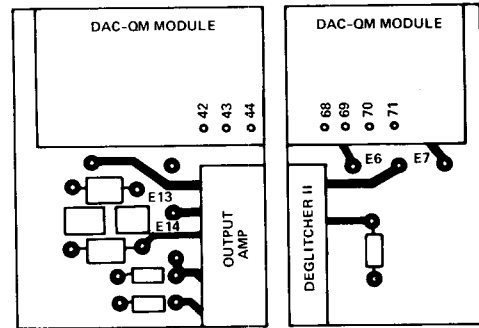 DAC-QM MODULE
42 43 44
E13
E14
OUTPUT
AMP
DAC-QM MODULE
68 69 70 71
E6 E7
DEGLITCHER II